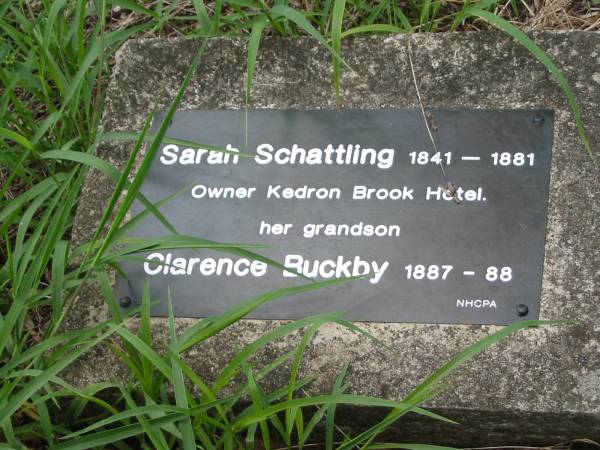 Sarah Schattling 1841 – 1881
Owner Kedron Brook Hotel.
her grandson
Clarence Buckby 1887 - 88
NHCPA